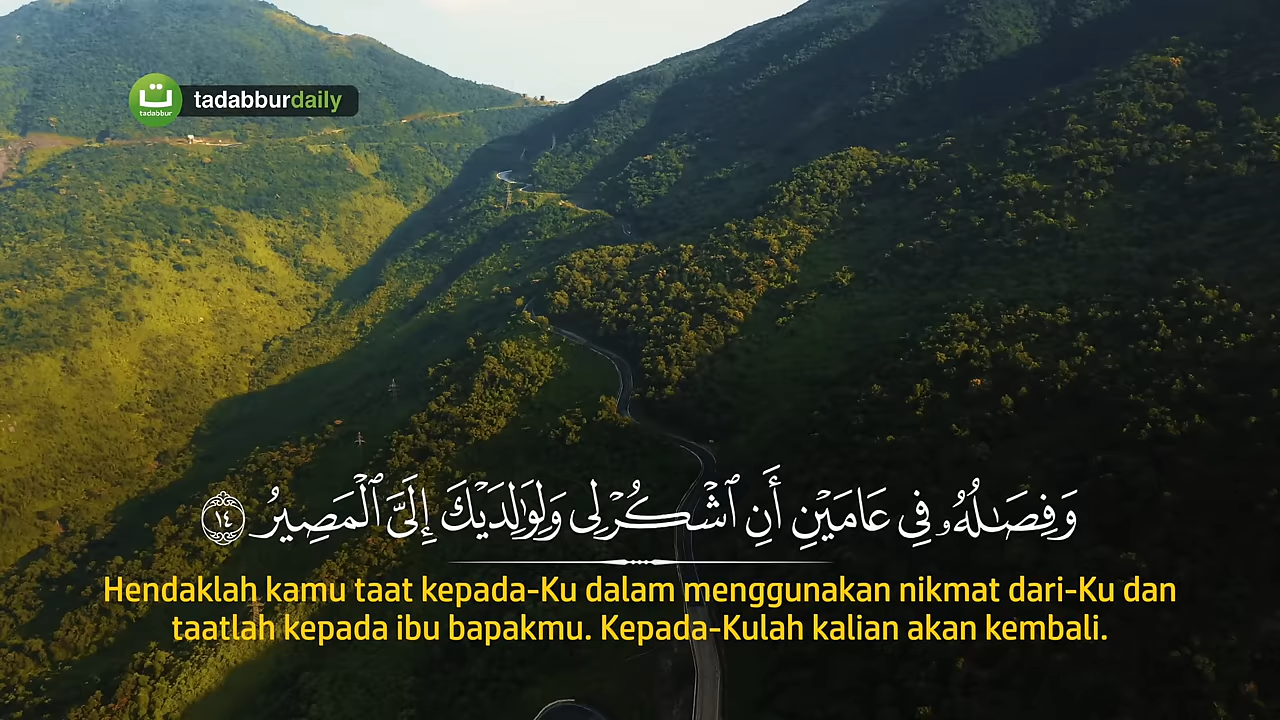 ت tadabburdaily
tadabbur
وَفِصَٰلُهُۥ فِي عَامَيْنِ أَنِ ٱشْكُرْ لِي وَلِوَٰلِدَيْكَ إِلَيَّ ٱلْمَصِيرُ ١٤
Hendaklah kamu taat kepada-Ku dalam menggunakan nikmat dari-Ku dan
taatlah kepada ibu bapakmu. Kepada-Kulah kalian akan kembali.